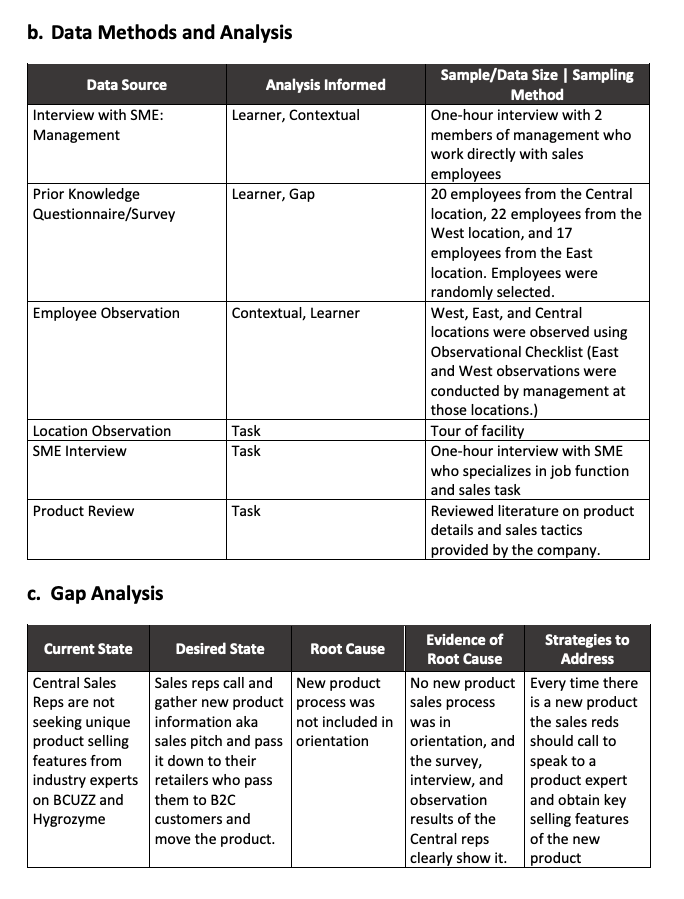 b. Data Methods and Analysis
Data Source Analysis Informed Sample/Data Size | Sampling Method
Interview with SME: Management
Learner, Contextual
One-hour interview with 2
members of management who
work directly with sales
employees
Prior Knowledge
Questionnaire/Survey
Learner, Gap
20 employees from the Central
location, 22 employees from the
West location, and 17
employees from the East
location. Employees were
randomly selected.
Employee Observation
Contextual, Learner
West, East, and Central
locations were observed using
Observational Checklist (East
and West observations were
conducted by management at
those locations.)
Location Observation
Task
Tour of facility
SME Interview
Task
One-hour interview with SME
who specializes in job function
and sales task
Product Review
Task
Reviewed literature on product
details and sales tactics
provided by the company.
c. Gap Analysis
Current State
Desired State
Root Cause
Evidence of
Root Cause
Strategies to
Address
Central Sales
Reps are not
seeking unique
product selling
features from
industry experts
on BCUZZ and
Hygrozyme
Sales reps call and
gather new product
information aka
sales pitch and pass
it down to their
retailers who pass
them to B2C
customers and
move the product.
New product
process was
not included in
orientation
No new product
sales process
was in
orientation, and
the survey,
interview, and
observation
results of the
Central reps
clearly show it.
Every time there
is a new product
the sales reds
should call to
speak to a
product expert
and obtain key
selling features
of the new
product